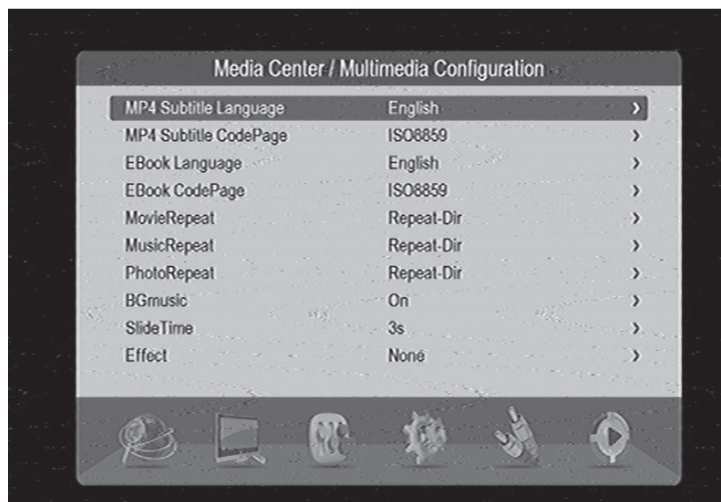 Media Center / Multimedia Configuration
MP4 Subtitle Language English
MP4 Subtitle CodePage ISO8859
EBook Language English
EBook CodePage ISO8859
MovieRepeat Repeat-Dir
MusicRepeat Repeat-Dir
PhotoRepeat Repeat-Dir
BGmusic On
SlideTime 3s
Effect None